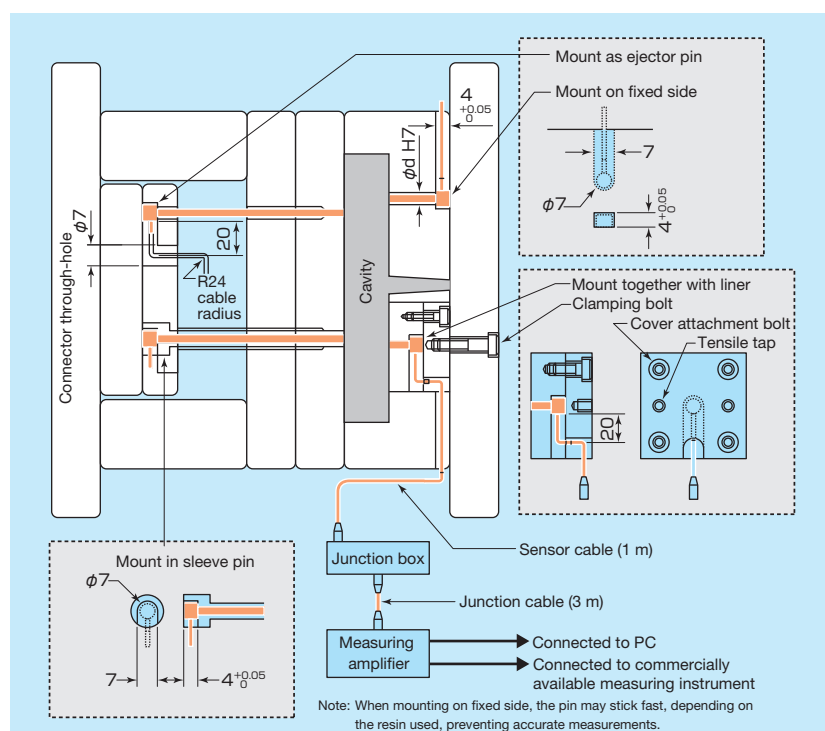 Mount as ejector pin
Mount on fixed side
4 +0.05 0
φd H7
7
φ7
4 +0.05 0
φ7
20
R24
cable
radius
Connector through-hole
Cavity
Mount together with liner
Clamping bolt
Cover attachment bolt
Tensile tap
20
Mount in sleeve pin
φ7
7
4 +0.05 0
Sensor cable (1 m)
Junction box
Junction cable (3 m)
Measuring
amplifier
Connected to PC
Connected to commercially
available measuring instrument
Note: When mounting on fixed side, the pin may stick fast, depending on
the resin used, preventing accurate measurements.